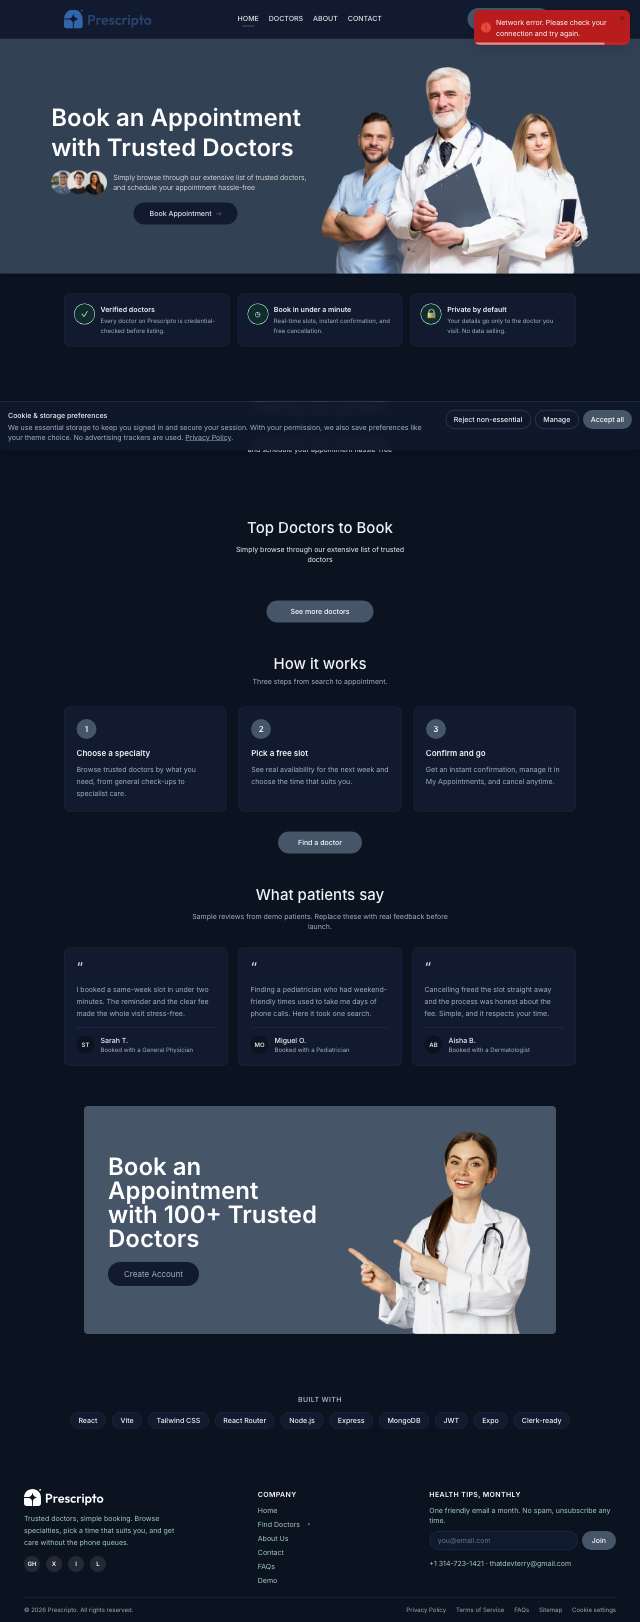 Prescripto
HOME DOCTORS ABOUT CONTACT
Network error. Please check your
connection and try again.
Book an Appointment
with Trusted Doctors
Simply browse through our extensive list of trusted doctors,
and schedule your appointment hassle-free
Book Appointment →
Verified doctors
Every doctor on Prescripto is credential-
checked before listing.
Book in under a minute
Real-time slots, instant confirmation, and
free cancellation.
Private by default
Your details go only to the doctor you
visit. No data selling.
Cookie & storage preferences
We use essential storage to keep you signed in and secure your session. With your permission, we also save preferences like
your theme choice. No advertising trackers are used. Privacy Policy.
Reject non-essential
Manage
Accept all
and schedule your appointment hassle-free
Top Doctors to Book
Simply browse through our extensive list of trusted
doctors
See more doctors
How it works
Three steps from search to appointment.
1
Choose a specialty
Browse trusted doctors by what you
need, from general check-ups to
specialist care.
2
Pick a free slot
See real availability for the next week and
choose the time that suits you.
3
Confirm and go
Get an instant confirmation, manage it in
My Appointments, and cancel anytime.
Find a doctor
What patients say
Sample reviews from demo patients. Replace these with real feedback before
launch.
“
I booked a same-week slot in under two
minutes. The reminder and the clear fee
made the whole visit stress-free.
ST
Sarah T.
Booked with a General Physician
“
Finding a pediatrician who had weekend-
friendly times used to take me days of
phone calls. Here it took one search.
MO
Miguel O.
Booked with a Pediatrician
“
Cancelling freed the slot straight away
and the process was honest about the
fee. Simple, and it respects your time.
AB
Aisha B.
Booked with a Dermatologist
Book an
Appointment
with 100+ Trusted
Doctors
Create Account
BUILT WITH
React Vite Tailwind CSS React Router Node.js Express MongoDB JWT Expo Clerk-ready
Prescripto
Trusted doctors, simple booking. Browse
specialties, pick a time that suits you, and get
care without the phone queues.
GH X I L
COMPANY
Home
Find Doctors
About Us
Contact
FAQs
Demo
HEALTH TIPS, MONTHLY
One friendly email a month. No spam, unsubscribe any
time.
you@email.com
Join
+1 314-723-1421 · thatdevterry@gmail.com
© 2026 Prescripto. All rights reserved.
Privacy Policy Terms of Service FAQs Sitemap Cookie settings